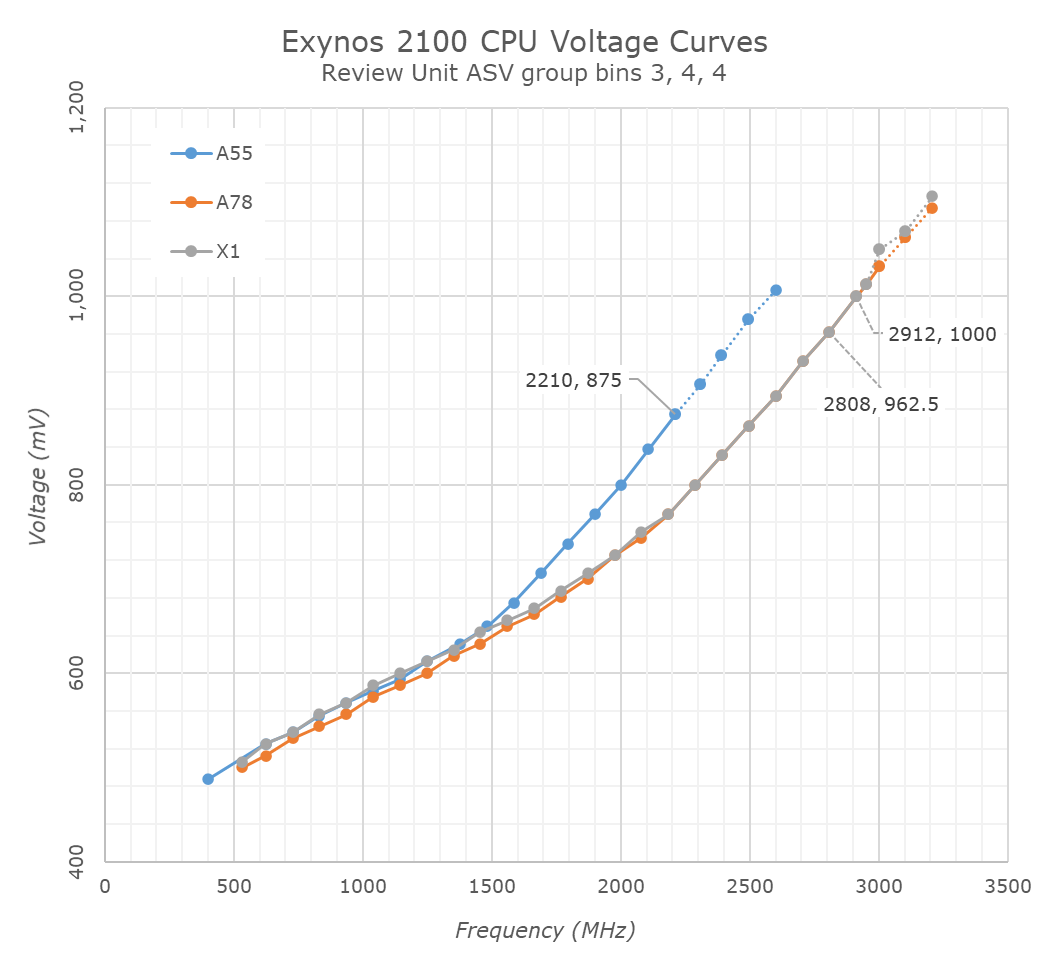 Exynos 2100 CPU Voltage Curves
Review Unit ASV group bins 3, 4, 4
1,200
A55
A78
X1
1,000
2912, 1000
2210, 875
2808, 962.5
Voltage (mV)
800
600
400
0 500 1000 1500 2000 2500 3000 3500
Frequency (MHz)